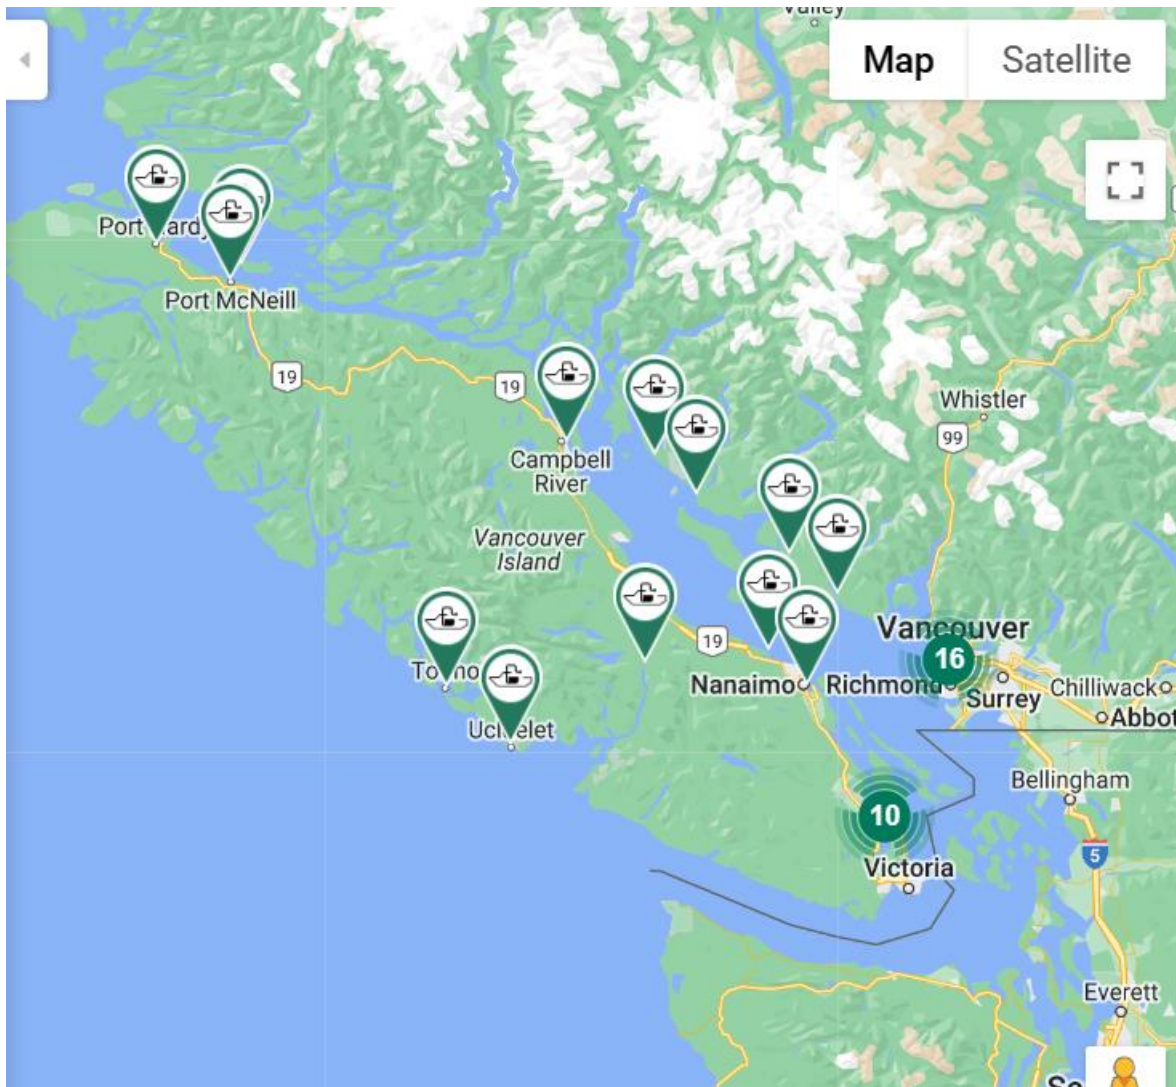 Valley
Map
Satellite
Port Hardy
Port McNeill
19
19
Whistler
99
Campbell
River
Vancouver
Island
Vancouver
16
19
Nanaimo
Richmond
Surrey
Chilliwack
Abbot
Ucluelet
Bellingham
10
5
Victoria
Everett